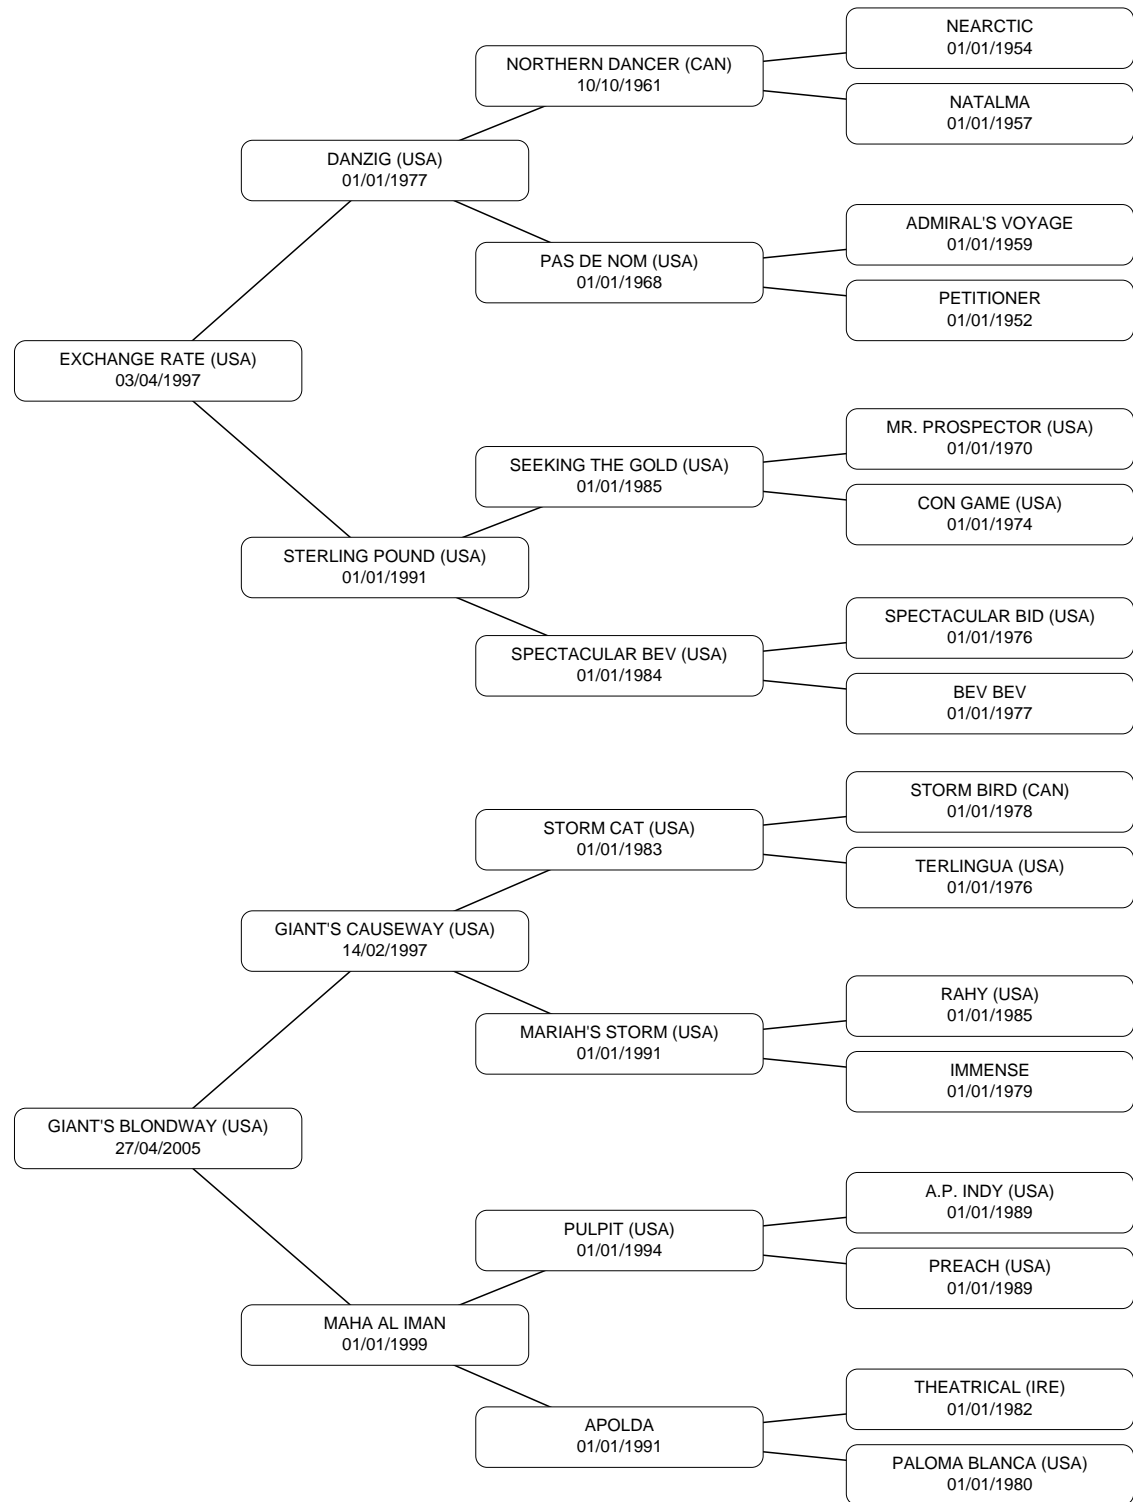 NEARCTIC
01/01/1954
NORTHERN DANCER (CAN)
10/10/1961
NATALMA
01/01/1957
DANZIG (USA)
01/01/1977
ADMIRAL'S VOYAGE
01/01/1959
PAS DE NOM (USA)
01/01/1968
PETITIONER
01/01/1952
EXCHANGE RATE (USA)
03/04/1997
MR. PROSPECTOR (USA)
01/01/1970
SEEKING THE GOLD (USA)
01/01/1985
CON GAME (USA)
01/01/1974
STERLING POUND (USA)
01/01/1991
SPECTACULAR BID (USA)
01/01/1976
SPECTACULAR BEV (USA)
01/01/1984
BEV BEV
01/01/1977
STORM BIRD (CAN)
01/01/1978
STORM CAT (USA)
01/01/1983
TERLINGUA (USA)
01/01/1976
GIANT'S CAUSEWAY (USA)
14/02/1997
RAHY (USA)
01/01/1985
MARIAH'S STORM (USA)
01/01/1991
IMMENSE
01/01/1979
GIANT'S BLONDWAY (USA)
27/04/2005
A.P. INDY (USA)
01/01/1989
PULPIT (USA)
01/01/1994
PREACH (USA)
01/01/1989
MAHA AL IMAN
01/01/1999
THEATRICAL (IRE)
01/01/1982
APOLDA
01/01/1991
PALOMA BLANCA (USA)
01/01/1980